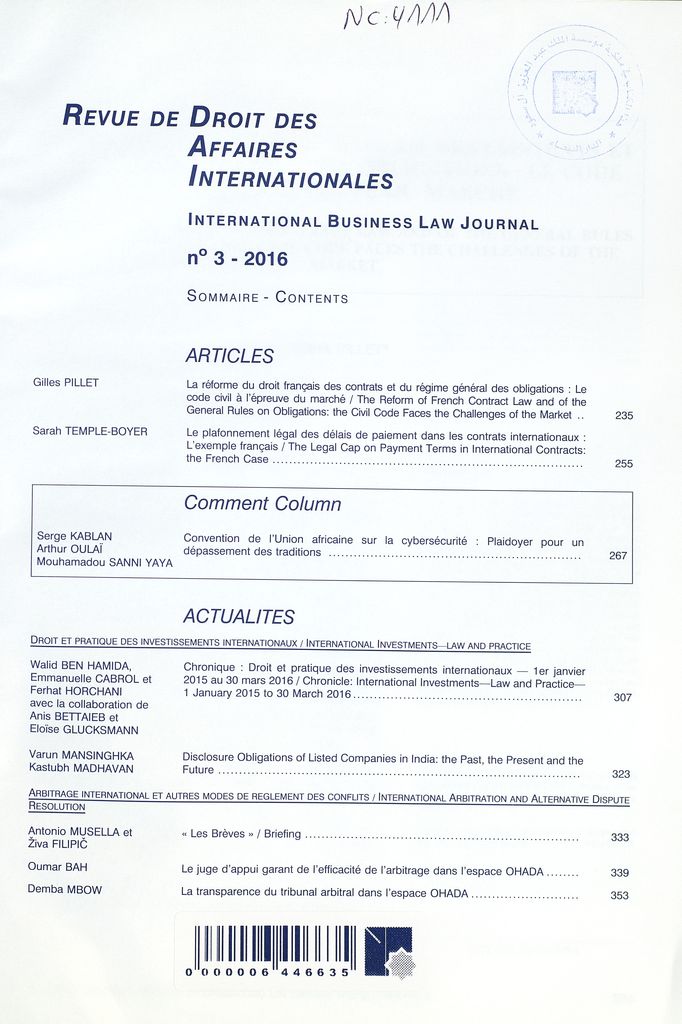 NC: 4111
REVUE DE DROIT DES
AFFAIRES
INTERNATIONALES
INTERNATIONAL BUSINESS LAW JOURNAL
nº 3 - 2016
SOMMAIRE - CONTENTS
ARTICLES
Gilles PILLET
La réforme du droit français des contrats et du régime général des obligations : Le
code civil à l'épreuve du marché / The Reform of French Contract Law and of the
General Rules on Obligations: the Civil Code Faces the Challenges of the Market .. 235
Sarah TEMPLE-BOYER
Le plafonnement légal des délais de paiement dans les contrats internationaux :
L'exemple français / The Legal Cap on Payment Terms in International Contracts:
the French Case .......... 255
Comment Column
Serge KABLAN
Arthur OULAÏ
Mouhamadou SANNI YAYA
Convention de l'Union africaine sur la cybersécurité : Plaidoyer pour un
dépassement des traditions .......... 267
ACTUALITES
DROIT ET PRATIQUE DES INVESTISSEMENTS INTERNATIONAUX / INTERNATIONAL INVESTMENTS—LAW AND PRACTICE
Walid BEN HAMIDA,
Emmanuelle CABROL et
Ferhat HORCHANI
avec la collaboration de
Anis BETTAIEB et
Eloïse GLUCKSMANN
Chronique : Droit et pratique des investissements internationaux — 1er janvier
2015 au 30 mars 2016 / Chronicle: International Investments—Law and Practice—
1 January 2015 to 30 March 2016 .......... 307
Varun MANSINGHKA
Kastubh MADHAVAN
Disclosure Obligations of Listed Companies in India: the Past, the Present and the
Future .......... 323
ARBITRAGE INTERNATIONAL ET AUTRES MODES DE REGLEMENT DES CONFLITS / INTERNATIONAL ARBITRATION AND ALTERNATIVE DISPUTE
RESOLUTION
Antonio MUSELLA et
Živa FILIPIČ
« Les Brèves » / Briefing .......... 333
Oumar BAH
Le juge d'appui garant de l'efficacité de l'arbitrage dans l'espace OHADA ........ 339
Demba MBOW
La transparence du tribunal arbitral dans l'espace OHADA .......... 353
0 000006 446635